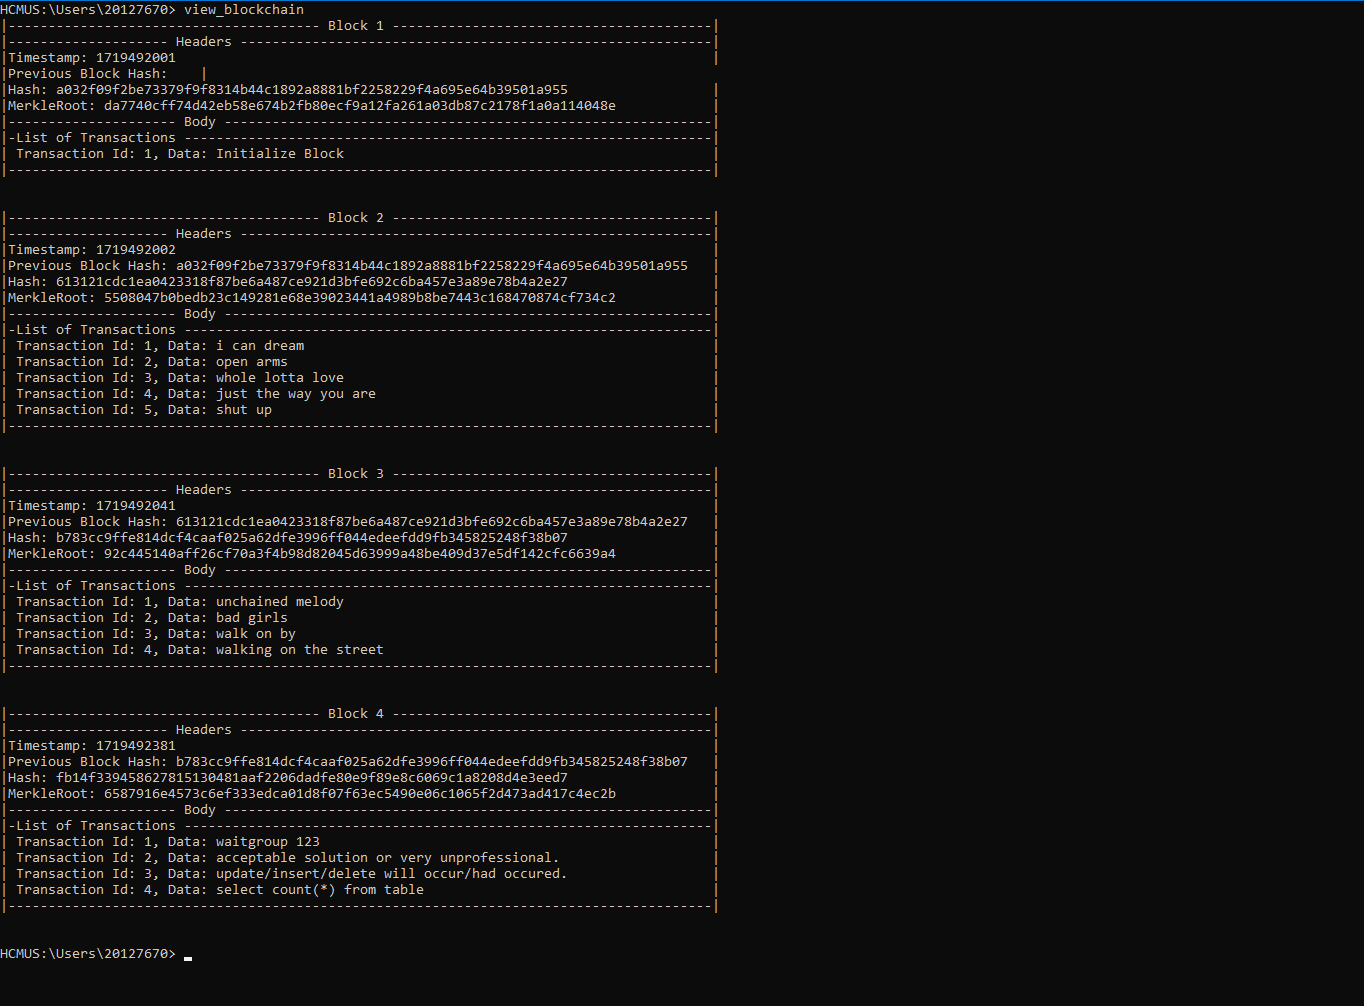 HCMUS:\Users\20127670> view_blockchain
|--------------------------------------- Block 1 ----------------------------------------|
|-------------------- Headers -----------------------------------------------------------|
|Timestamp: 1719492001                                                                   |
|Previous Block Hash:    |
|Hash: a032f09f2be73379f9f8314b44c1892a8881bf2258229f4a695e64b39501a955                  |
|MerkleRoot: da7740cff74d42eb58e674b2fb80ecf9a12fa261a03db87c2178f1a0a114048e            |
|--------------------- Body -------------------------------------------------------------|
|-List of Transactions ------------------------------------------------------------------|
| Transaction Id: 1, Data: Initialize Block                                              |
|----------------------------------------------------------------------------------------|
|--------------------------------------- Block 2 ----------------------------------------|
|-------------------- Headers -----------------------------------------------------------|
|Timestamp: 1719492002                                                                   |
|Previous Block Hash: a032f09f2be73379f9f8314b44c1892a8881bf2258229f4a695e64b39501a955   |
|Hash: 613121cdc1ea0423318f87be6a487ce921d3bfe692c6ba457e3a89e78b4a2e27                  |
|MerkleRoot: 5508047b0bedb23c149281e68e39023441a4989b8be7443c168470874cf734c2            |
|--------------------- Body -------------------------------------------------------------|
|-List of Transactions ------------------------------------------------------------------|
| Transaction Id: 1, Data: i can dream                                                   |
| Transaction Id: 2, Data: open arms                                                     |
| Transaction Id: 3, Data: whole lotta love                                              |
| Transaction Id: 4, Data: just the way you are                                          |
| Transaction Id: 5, Data: shut up                                                       |
|----------------------------------------------------------------------------------------|
|--------------------------------------- Block 3 ----------------------------------------|
|-------------------- Headers -----------------------------------------------------------|
|Timestamp: 1719492041                                                                   |
|Previous Block Hash: 613121cdc1ea0423318f87be6a487ce921d3bfe692c6ba457e3a89e78b4a2e27   |
|Hash: b783cc9ffe814dcf4caaf025a62dfe3996ff044edeefdd9fb345825248f38b07                  |
|MerkleRoot: 92c445140aff26cf70a3f4b98d82045d63999a48be409d37e5df142cfc6639a4            |
|--------------------- Body -------------------------------------------------------------|
|-List of Transactions ------------------------------------------------------------------|
| Transaction Id: 1, Data: unchained melody                                              |
| Transaction Id: 2, Data: bad girls                                                     |
| Transaction Id: 3, Data: walk on by                                                    |
| Transaction Id: 4, Data: walking on the street                                         |
|----------------------------------------------------------------------------------------|
|--------------------------------------- Block 4 ----------------------------------------|
|-------------------- Headers -----------------------------------------------------------|
|Timestamp: 1719492381                                                                   |
|Previous Block Hash: b783cc9ffe814dcf4caaf025a62dfe3996ff044edeefdd9fb345825248f38b07   |
|Hash: fb14f339458627815130481aaf2206dadfe80e9f89e8c6069c1a8208d4e3eed7                  |
|MerkleRoot: 6587916e4573c6ef333edca01d8f07f63ec5490e06c1065f2d473ad417c4ec2b            |
|--------------------- Body -------------------------------------------------------------|
|-List of Transactions ------------------------------------------------------------------|
| Transaction Id: 1, Data: waitgroup 123                                                 |
| Transaction Id: 2, Data: acceptable solution or very unprofessional.                   |
| Transaction Id: 3, Data: update/insert/delete will occur/had occured.                  |
| Transaction Id: 4, Data: select count(*) from table                                    |
|----------------------------------------------------------------------------------------|
HCMUS:\Users\20127670>